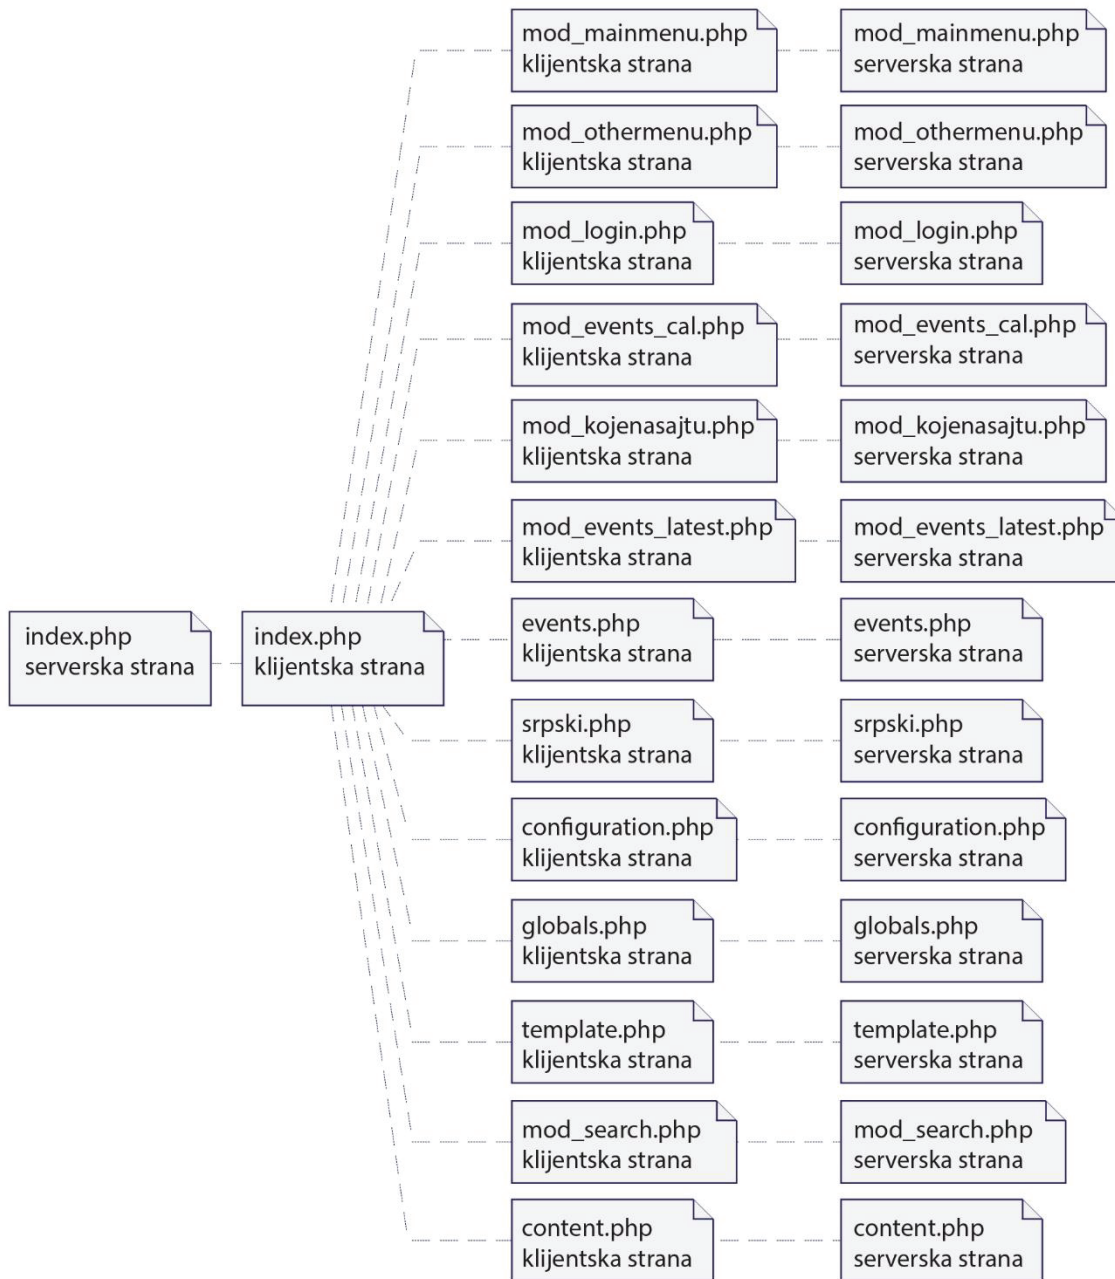 mod_mainmenu.php
klijentska strana
mod_mainmenu.php
serverska strana
mod_othermenu.php
klijentska strana
mod_othermenu.php
serverska strana
mod_login.php
klijentska strana
mod_login.php
serverska strana
mod_events_cal.php
klijentska strana
mod_events_cal.php
serverska strana
mod_kojenasajtu.php
klijentska strana
mod_kojenasajtu.php
serverska strana
mod_events_latest.php
klijentska strana
mod_events_latest.php
serverska strana
index.php
serverska strana
index.php
klijentska strana
events.php
klijentska strana
events.php
serverska strana
srpski.php
klijentska strana
srpski.php
serverska strana
configuration.php
klijentska strana
configuration.php
serverska strana
globals.php
klijentska strana
globals.php
serverska strana
template.php
klijentska strana
template.php
serverska strana
mod_search.php
klijentska strana
mod_search.php
serverska strana
content.php
klijentska strana
content.php
serverska strana